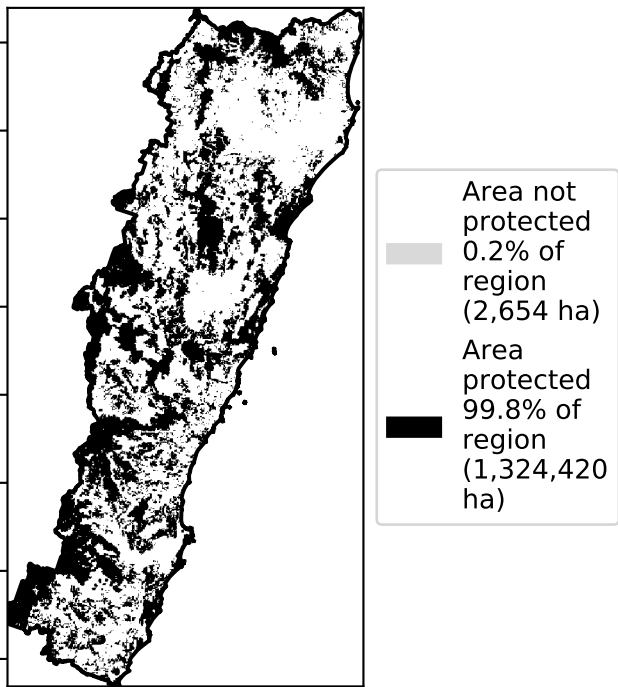 Area not
protected
0.2% of
region
(2,654 ha)
Area
protected
99.8% of
region
(1,324,420
ha)